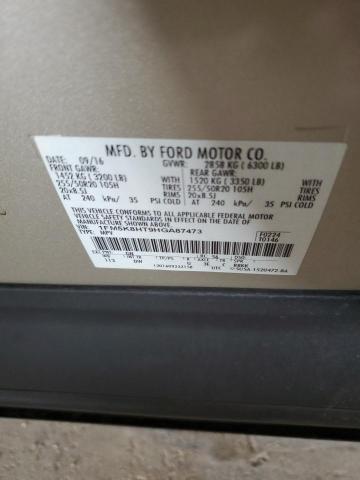 MFD. BY FORD MOTOR CO.
DATE: 09/16 GVWR: 2858 KG ( 6300 LB)
FRONT GAWR: REAR GAWR:
1452 KG ( 3200 LB) WITH 1520 KG ( 3350 LB) WITH
255/50R20 105H TIRES 255/50R20 105H TIRES
20x8.5J RIMS 20x8.5J RIMS
AT 240 kPa/ 35 PSI COLD AT 240 kPa/ 35 PSI COLD
THIS VEHICLE CONFORMS TO ALL APPLICABLE FEDERAL MOTOR
VEHICLE SAFETY STANDARDS IN EFFECT ON THE DATE OF
MANUFACTURE SHOWN ABOVE.
VIN: 1FM5K8HT9HGA87473 F0224
TYPE: MPV T0146